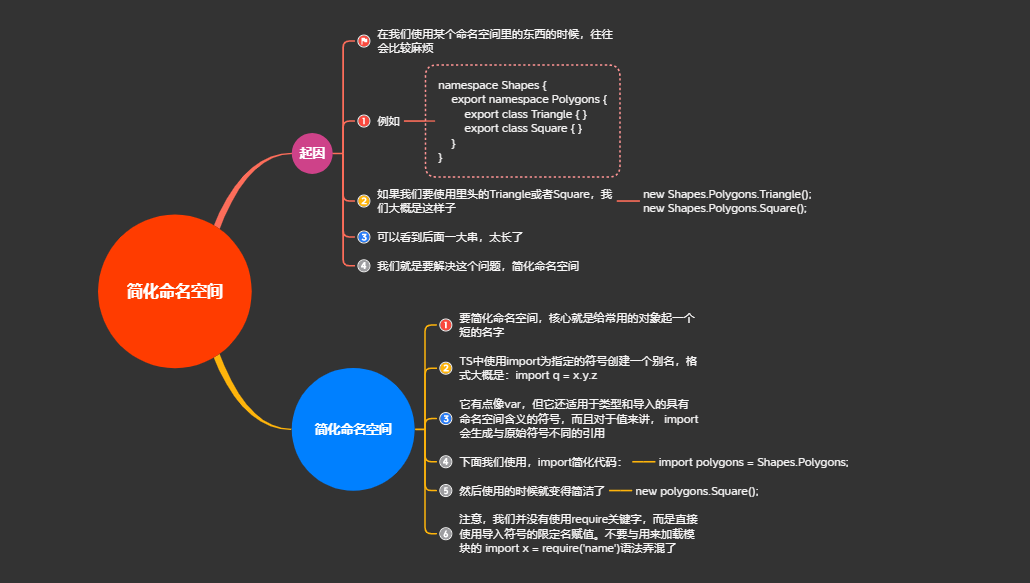 简化命名空间
起因
在我们使用某个命名空间里的东西的时候，往往
会比较麻烦
1 例如
namespace Shapes {
export namespace Polygons {
export class Triangle { }
export class Square { }
}
}
2 如果我们要使用里头的Triangle或者Square，我
们大概是这样子
new Shapes.Polygons.Triangle();
new Shapes.Polygons.Square();
3 可以看到后面一大串，太长了
4 我们就是要解决这个问题，简化命名空间
简化命名空间
1 要简化命名空间，核心就是给常用的对象起一个
短的名字
2 TS中使用import为指定的符号创建一个别名，格
式大概是：import q = x.y.z
3 它有点像var，但它还适用于类型和导入的具有
命名空间含义的符号，而且对于值来讲， import
会生成与原始符号不同的引用
4 下面我们使用，import简化代码：
import polygons = Shapes.Polygons;
5 然后使用的时候就变得简洁了
new polygons.Square();
6 注意，我们并没有使用require关键字，而是直接
使用导入符号的限定名赋值。不要与用来加载模
块的 import x = require('name')语法弄混了